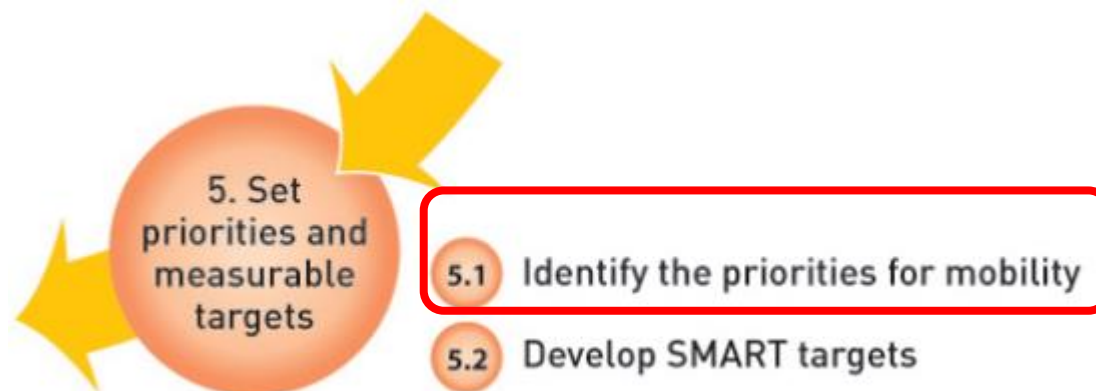 5. Set
priorities and
measurable
targets
5.1 Identify the priorities for mobility
5.2 Develop SMART targets